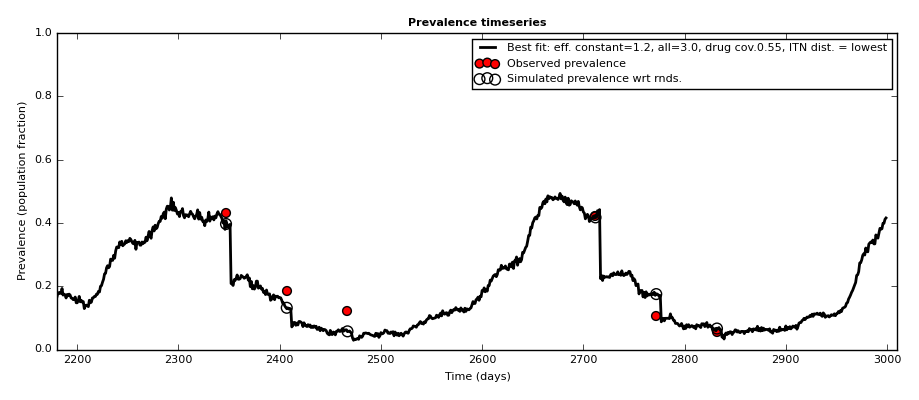 Prevalence timeseries
Best fit: eff. constant=1.2, all=3.0, drug cov.0.55, ITN dist. = lowest
Observed prevalence
Simulated prevalence wrt rnds.
Prevalence (population fraction)
1.0
0.8
0.6
0.4
0.2
0.0
2200 2300 2400 2500 2600 2700 2800 2900 3000
Time (days)